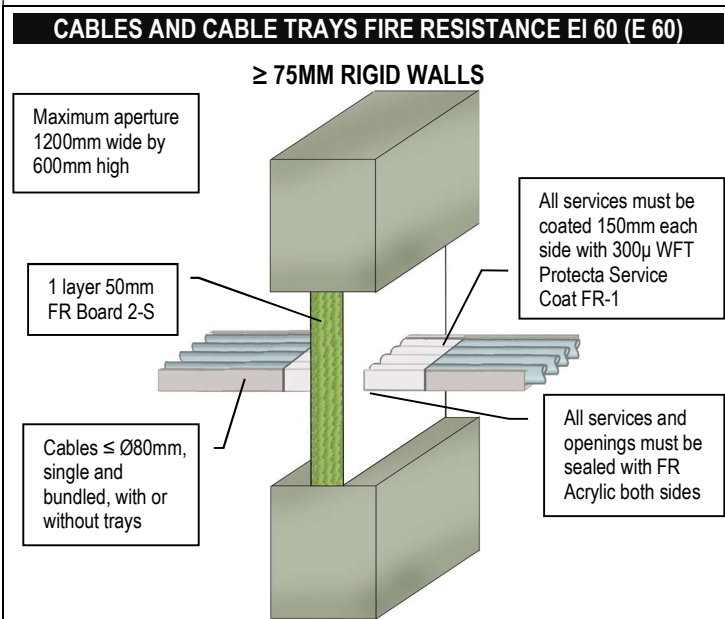 CABLES AND CABLE TRAYS FIRE RESISTANCE EI 60 (E 60)
≥ 75MM RIGID WALLS
Maximum aperture
1200mm wide by
600mm high
All services must be
coated 150mm each
side with 300µ WFT
Protecta Service
Coat FR-1
1 layer 50mm
FR Board 2-S
Cables ≤ Ø80mm,
single and
bundled, with or
without trays
All services and
openings must be
sealed with FR
Acrylic both sides